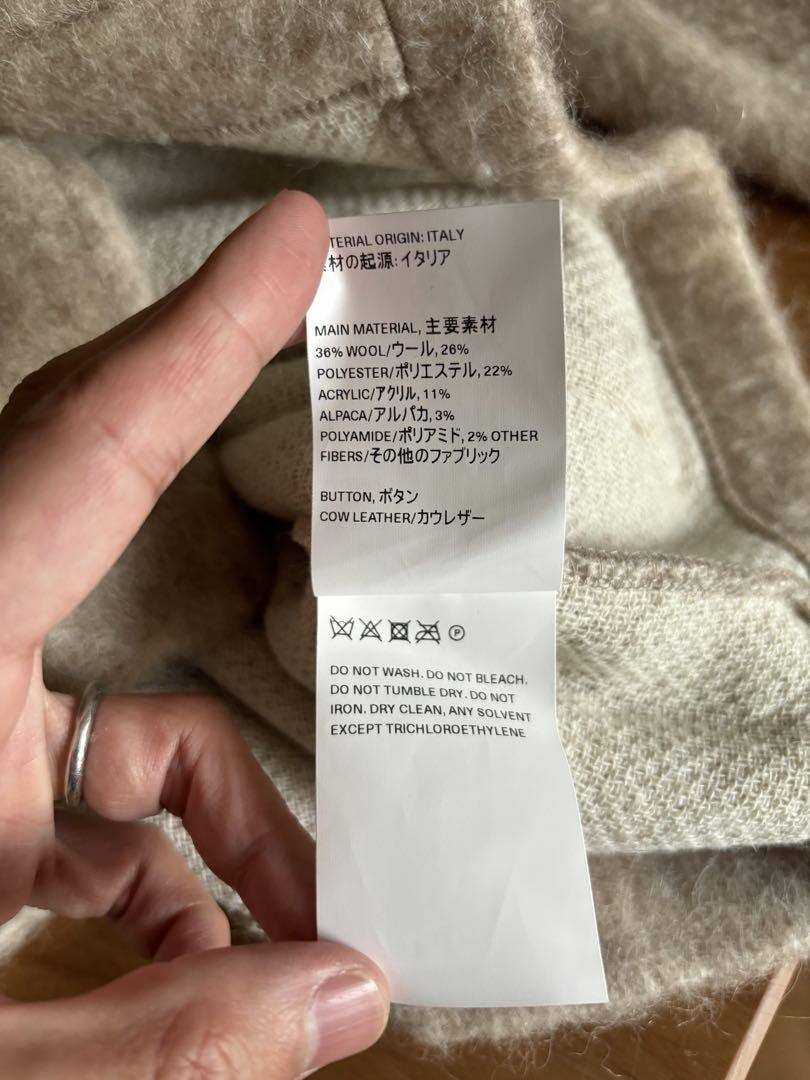 TERIAL ORIGIN: ITALY
材の起源: イタリア
MAIN MATERIAL, 主要素材
36% WOOL/ウール, 26%
POLYESTER/ポリエステル, 22%
ACRYLIC/アクリル, 11%
ALPACA/アルパカ, 3%
POLYAMIDE/ポリアミド, 2% OTHER
FIBERS/その他のファブリック
BUTTON, ボタン
COW LEATHER/カウレザー
P
DO NOT WASH. DO NOT BLEACH.
DO NOT TUMBLE DRY. DO NOT
IRON. DRY CLEAN, ANY SOLVENT
EXCEPT TRICHLOROETHYLENE